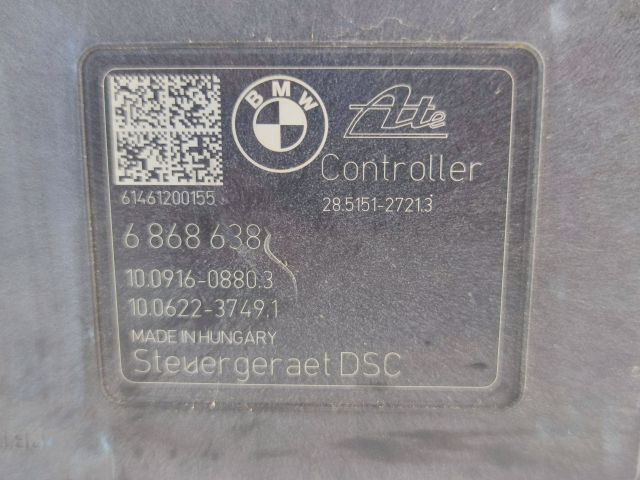 BMW
Ate
Controller
61461200155
28.5151-2721.3
6 868 638
10.0916-0880.3
10.0622-3749.1
MADE IN HUNGARY
Steuergeraet DSC